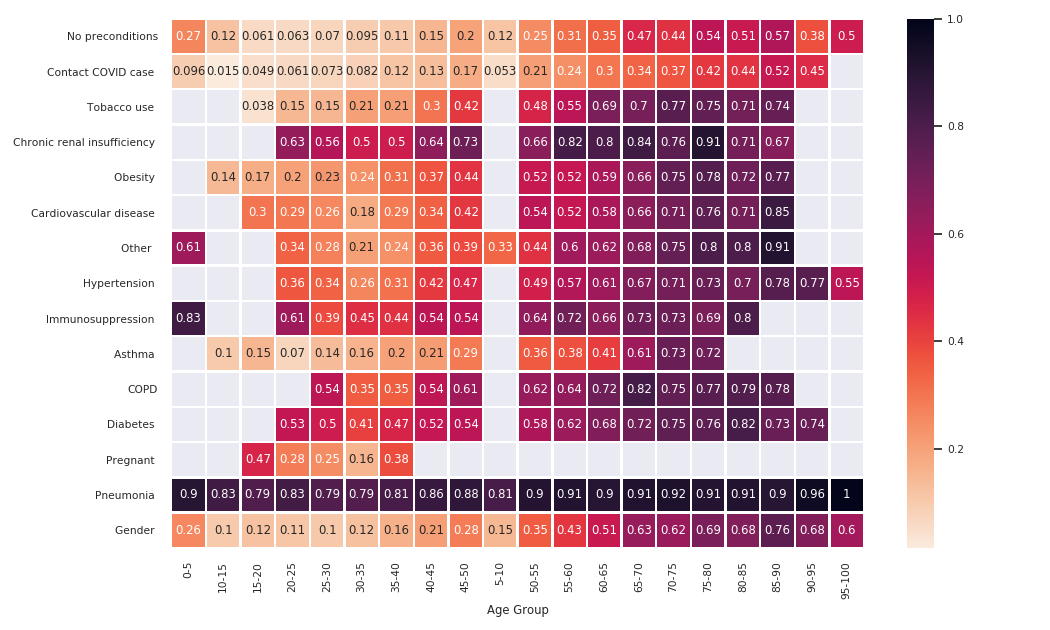 No preconditions 0.27 0.12 0.061 0.063 0.07 0.095 0.11 0.15 0.2 0.12 0.25 0.31 0.35 0.47 0.44 0.54 0.51 0.57 0.38 0.5
Contact COVID case 0.096 0.015 0.049 0.061 0.073 0.082 0.12 0.13 0.17 0.053 0.21 0.24 0.3 0.34 0.37 0.42 0.44 0.52 0.45
Tobacco use 0.038 0.15 0.15 0.21 0.21 0.3 0.42 0.48 0.55 0.69 0.7 0.77 0.75 0.71 0.74
Chronic renal insufficiency 0.63 0.56 0.5 0.5 0.64 0.73 0.66 0.82 0.8 0.84 0.76 0.91 0.71 0.67
Obesity 0.14 0.17 0.2 0.23 0.24 0.31 0.37 0.44 0.52 0.52 0.59 0.66 0.75 0.78 0.72 0.77
Cardiovascular disease 0.3 0.29 0.26 0.18 0.29 0.34 0.42 0.54 0.52 0.58 0.66 0.71 0.76 0.71 0.85
Other 0.61 0.34 0.28 0.21 0.24 0.36 0.39 0.33 0.44 0.6 0.62 0.68 0.75 0.8 0.8 0.91
Hypertension 0.36 0.34 0.26 0.31 0.42 0.47 0.49 0.57 0.61 0.67 0.71 0.73 0.7 0.78 0.77 0.55
Immunosuppression 0.83 0.61 0.39 0.45 0.44 0.54 0.54 0.64 0.72 0.66 0.73 0.73 0.69 0.8
Asthma 0.1 0.15 0.07 0.14 0.16 0.2 0.21 0.29 0.36 0.38 0.41 0.61 0.73 0.72
COPD 0.54 0.35 0.35 0.54 0.61 0.62 0.64 0.72 0.82 0.75 0.77 0.79 0.78
Diabetes 0.53 0.5 0.41 0.47 0.52 0.54 0.58 0.62 0.68 0.72 0.75 0.76 0.82 0.73 0.74
Pregnant 0.47 0.28 0.25 0.16 0.38
Pneumonia 0.9 0.83 0.79 0.83 0.79 0.79 0.81 0.86 0.88 0.81 0.9 0.91 0.9 0.91 0.92 0.91 0.91 0.9 0.96 1
Gender 0.26 0.1 0.12 0.11 0.1 0.12 0.16 0.21 0.28 0.15 0.35 0.43 0.51 0.63 0.62 0.69 0.68 0.76 0.68 0.6
0-5 10-15 15-20 20-25 25-30 30-35 35-40 40-45 45-50 5-10 50-55 55-60 60-65 65-70 70-75 75-80 80-85 85-90 90-95 95-100
Age Group
1.0
0.8
0.6
0.4
0.2